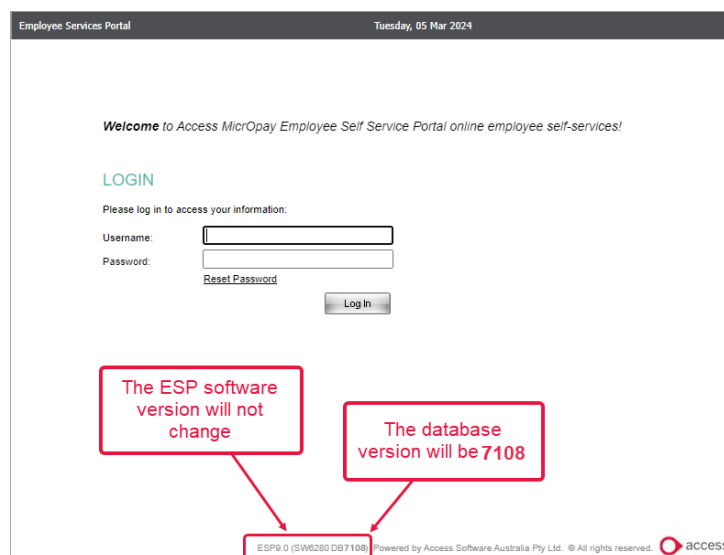 Employee Services Portal Tuesday, 05 Mar 2024
Welcome to Access MicrOpay Employee Self Service Portal online employee self-services!
LOGIN
Please log in to access your information:
Username:
Password:
Reset Password
Log In
The ESP software
version will not
change
The database
version will be 7108
ESP9.0 (SW6280 DB7108) Powered by Access Software Australia Pty Ltd. © All rights reserved. access